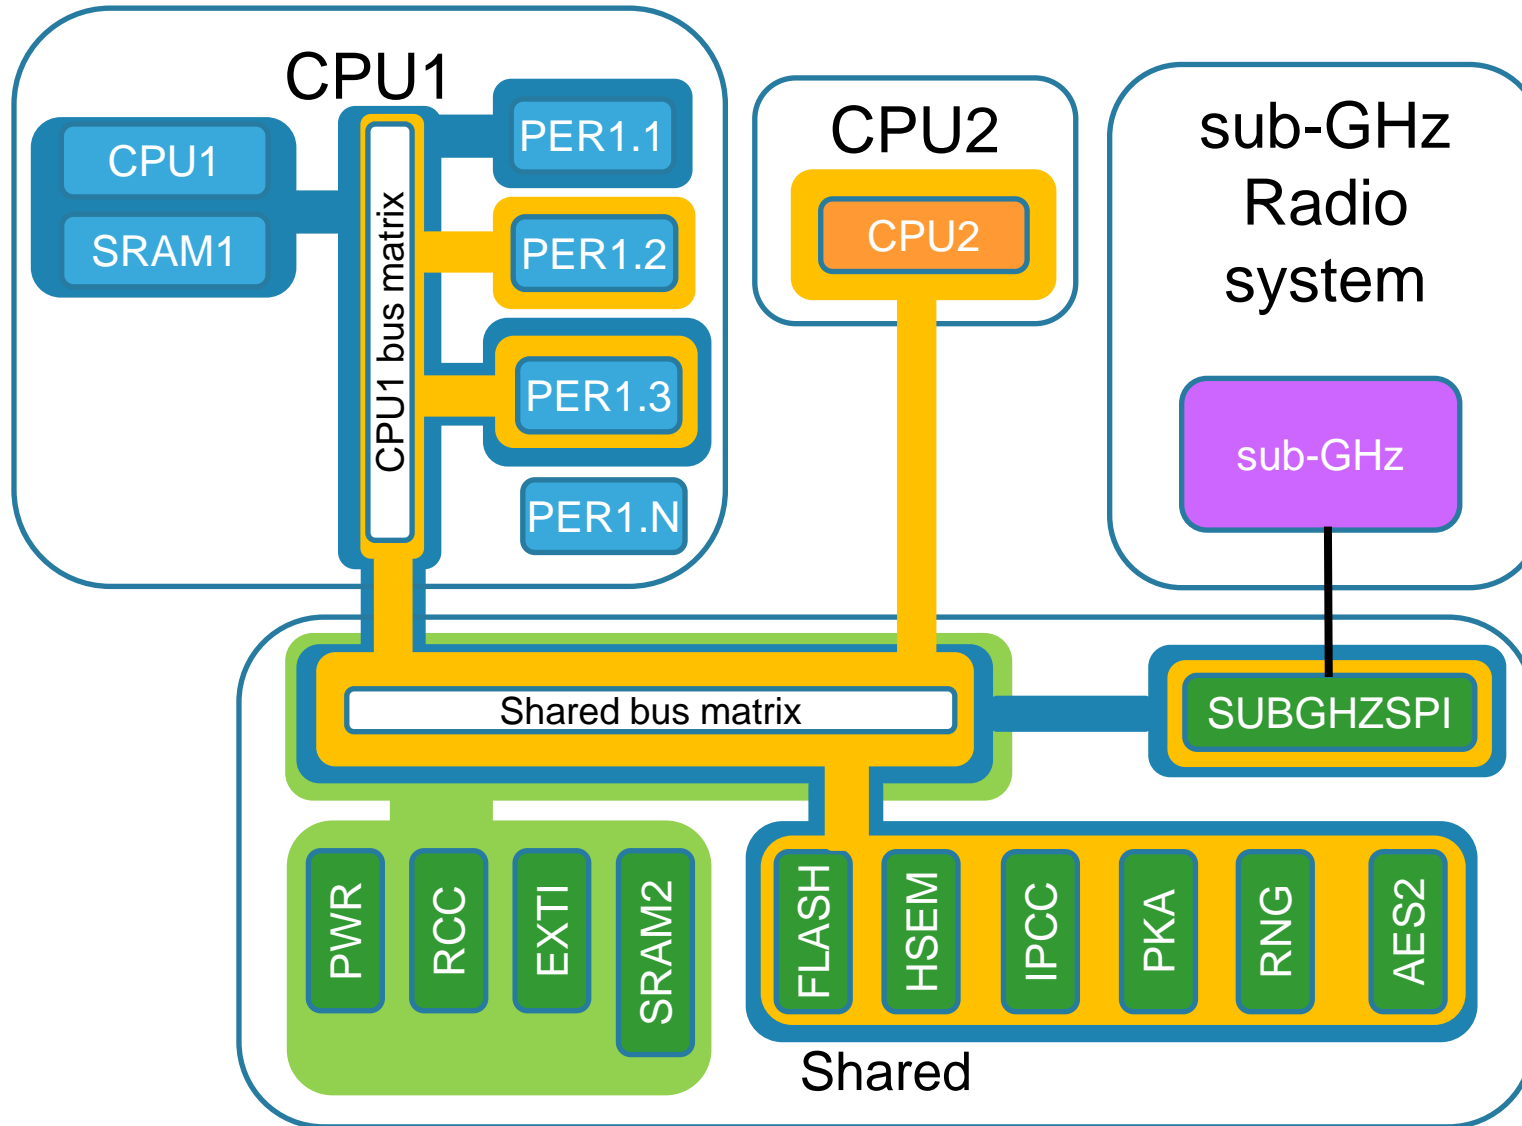 CPU1
CPU1
SRAM1
CPU1 bus matrix
PER1.1
PER1.2
PER1.3
PER1.N
CPU2
CPU2
sub-GHz
Radio
system
sub-GHz
Shared bus matrix
SUBGHZSPI
PWR
RCC
EXTI
SRAM2
FLASH
HSEM
IPCC
PKA
RNG
AES2
Shared